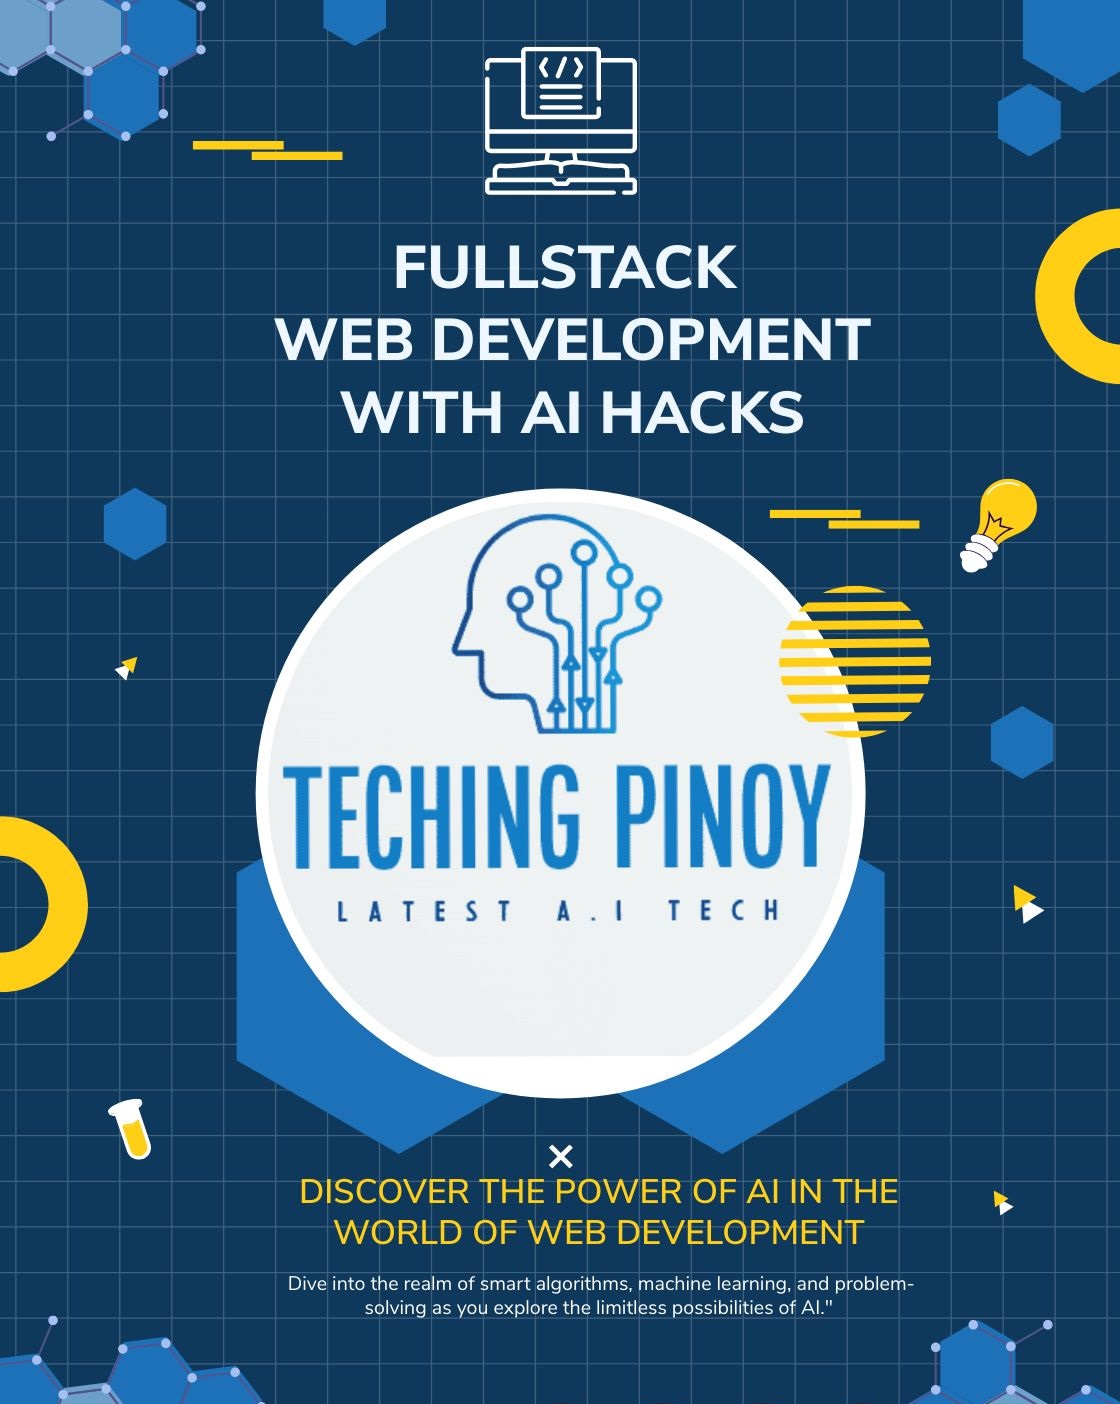 </>
FULLSTACK
WEB DEVELOPMENT
WITH AI HACKS
TECHING PINOY
LATEST A.I TECH
DISCOVER THE POWER OF AI IN THE
WORLD OF WEB DEVELOPMENT
Dive into the realm of smart algorithms, machine learning, and problem-
solving as you explore the limitless possibilities of AI."